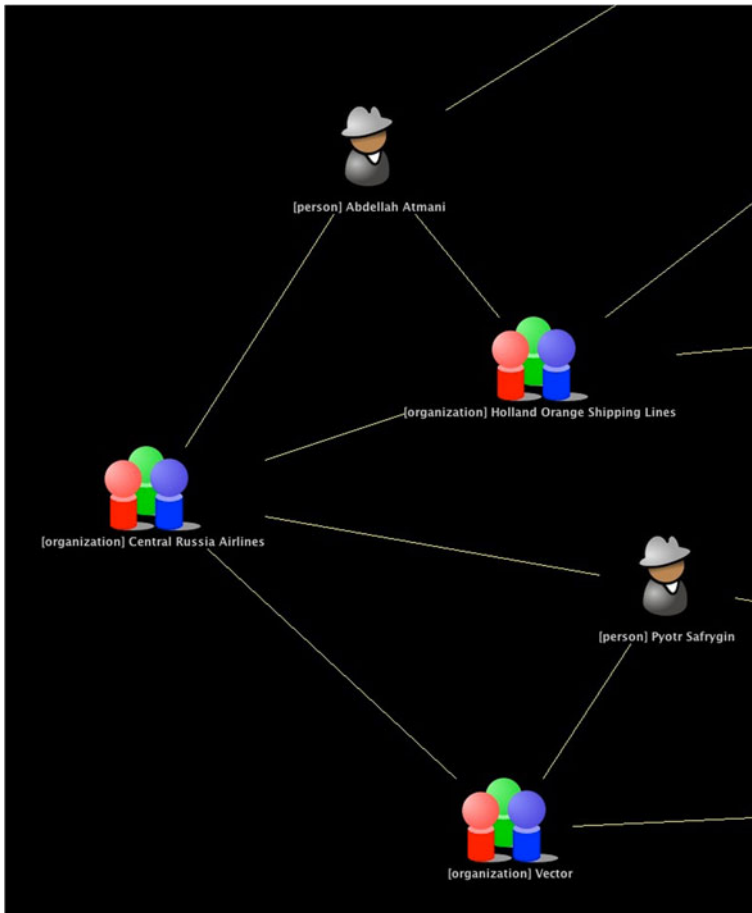 [person] Abdellah Atmani
[organization] Holland Orange Shipping Lines
[organization] Central Russia Airlines
[person] Pyotr Safrygin
[organization] Vector